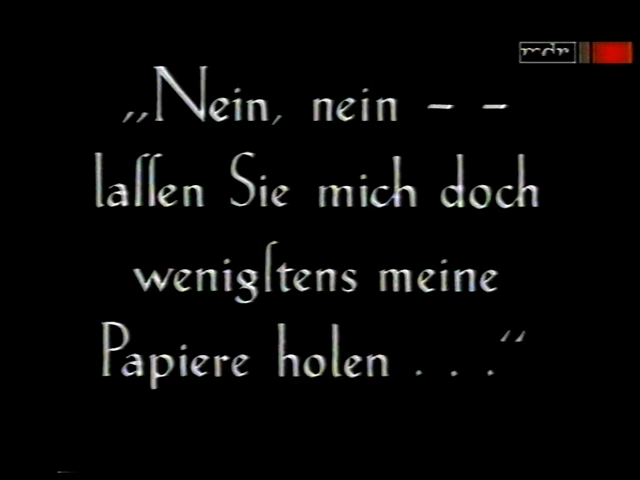 mdr
„Nein, nein – –
laſſen Sie mich doch
wenigſtens meine
Papiere holen . . .“